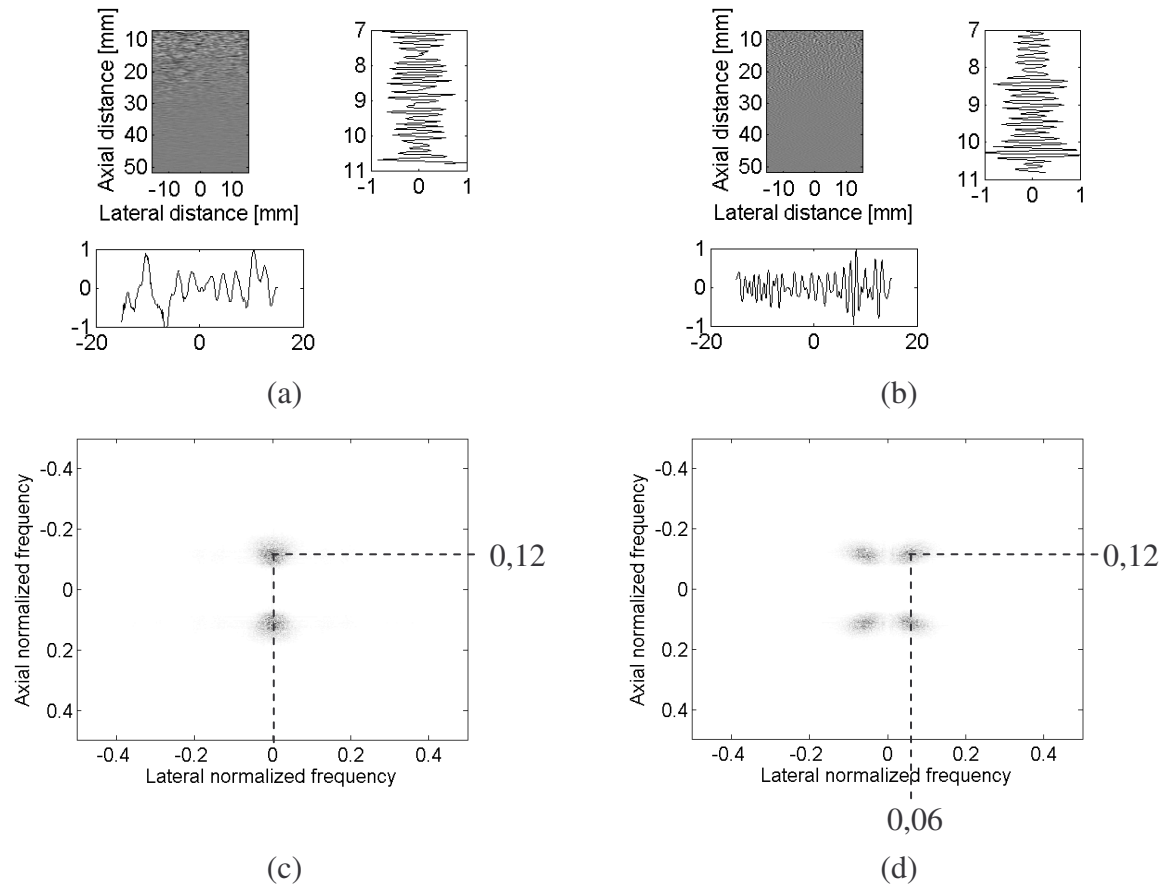 Axial distance [mm]
10
20
30
40
50
-10 0 10
Lateral distance [mm]
7
8
9
10
11
-1 0 1
1
0
-1
-20 0 20
(a)
Axial distance [mm]
10
20
30
40
50
-10 0 10
Lateral distance [mm]
7
8
9
10
11
-1 0 1
1
0
-1
-20 0 20
(b)
Axial normalized frequency
-0.4
-0.2
0
0.2
0.4
0,12
-0.4 -0.2 0 0.2 0.4
Lateral normalized frequency
(c)
Axial normalized frequency
-0.4
-0.2
0
0.2
0.4
0,12
-0.4 -0.2 0 0.2 0.4
Lateral normalized frequency
0,06
(d)